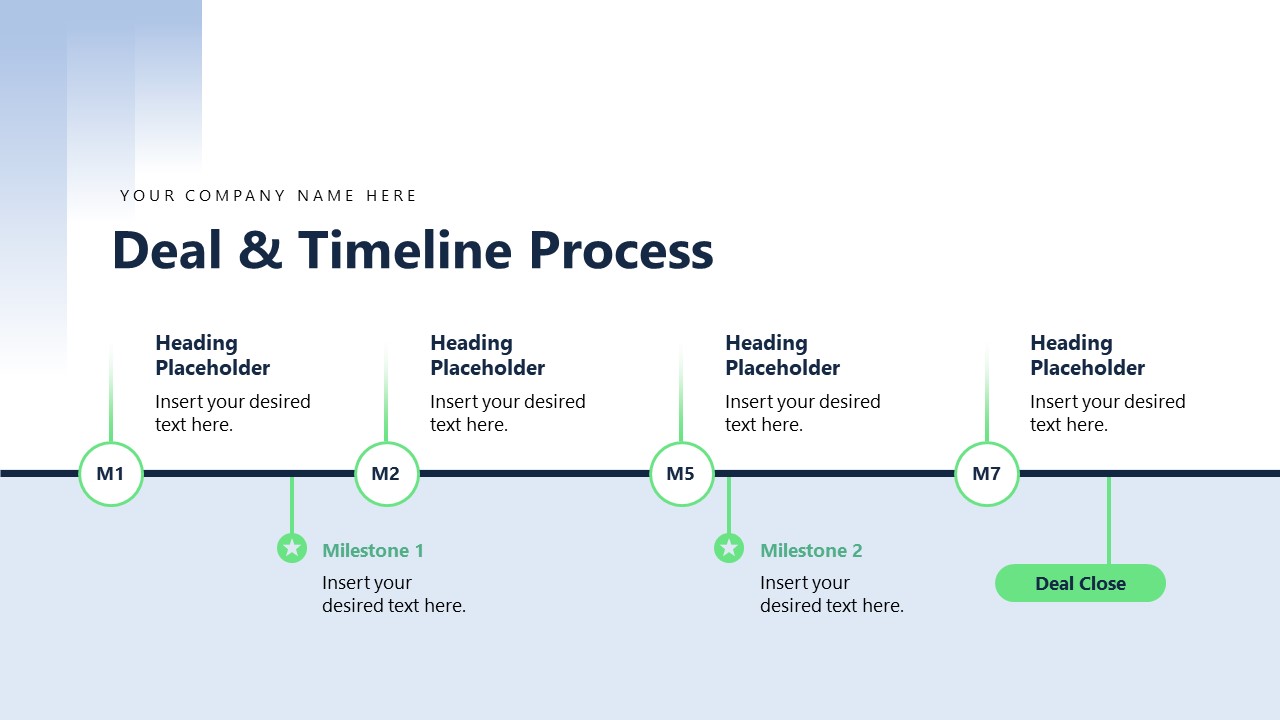 YOUR COMPANY NAME HERE
Deal & Timeline Process
Heading
Placeholder
Insert your desired
text here.
Heading
Placeholder
Insert your desired
text here.
Heading
Placeholder
Insert your desired
text here.
Heading
Placeholder
Insert your desired
text here.
M1
M2
M5
M7
Milestone 1
Insert your
desired text here.
Milestone 2
Insert your
desired text here.
Deal Close